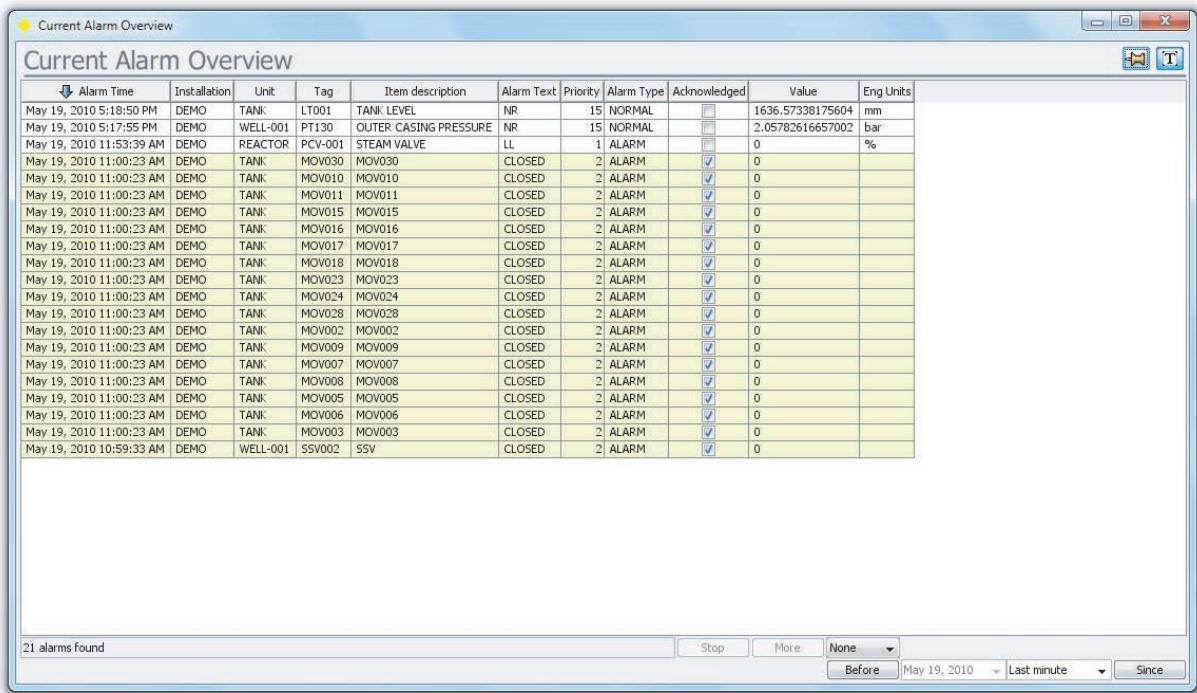 Current Alarm Overview
Current Alarm Overview
T
Alarm Time Installation Unit Tag Item description Alarm Text Priority Alarm Type Acknowledged Value Eng Units
May 19, 2010 5:18:50 PM DEMO TANK LT001 TANK LEVEL NR 15 NORMAL 1636.57338175604 mm
May 19, 2010 5:17:55 PM DEMO WELL-001 PT130 OUTER CASING PRESSURE NR 15 NORMAL 2.05782616657002 bar
May 19, 2010 11:53:39 AM DEMO REACTOR PCV-001 STEAM VALVE LL 1 ALARM 0 %
May 19, 2010 11:00:23 AM DEMO TANK MOV030 MOV030 CLOSED 2 ALARM 0
May 19, 2010 11:00:23 AM DEMO TANK MOV010 MOV010 CLOSED 2 ALARM 0
May 19, 2010 11:00:23 AM DEMO TANK MOV011 MOV011 CLOSED 2 ALARM 0
May 19, 2010 11:00:23 AM DEMO TANK MOV015 MOV015 CLOSED 2 ALARM 0
May 19, 2010 11:00:23 AM DEMO TANK MOV016 MOV016 CLOSED 2 ALARM 0
May 19, 2010 11:00:23 AM DEMO TANK MOV017 MOV017 CLOSED 2 ALARM 0
May 19, 2010 11:00:23 AM DEMO TANK MOV018 MOV018 CLOSED 2 ALARM 0
May 19, 2010 11:00:23 AM DEMO TANK MOV023 MOV023 CLOSED 2 ALARM 0
May 19, 2010 11:00:23 AM DEMO TANK MOV024 MOV024 CLOSED 2 ALARM 0
May 19, 2010 11:00:23 AM DEMO TANK MOV028 MOV028 CLOSED 2 ALARM 0
May 19, 2010 11:00:23 AM DEMO TANK MOV002 MOV002 CLOSED 2 ALARM 0
May 19, 2010 11:00:23 AM DEMO TANK MOV009 MOV009 CLOSED 2 ALARM 0
May 19, 2010 11:00:23 AM DEMO TANK MOV007 MOV007 CLOSED 2 ALARM 0
May 19, 2010 11:00:23 AM DEMO TANK MOV008 MOV008 CLOSED 2 ALARM 0
May 19, 2010 11:00:23 AM DEMO TANK MOV005 MOV005 CLOSED 2 ALARM 0
May 19, 2010 11:00:23 AM DEMO TANK MOV006 MOV006 CLOSED 2 ALARM 0
May 19, 2010 11:00:23 AM DEMO TANK MOV003 MOV003 CLOSED 2 ALARM 0
May 19, 2010 10:59:33 AM DEMO WELL-001 SSV002 SSV CLOSED 2 ALARM 0
21 alarms found Stop More None
Before May 19, 2010 Last minute Since